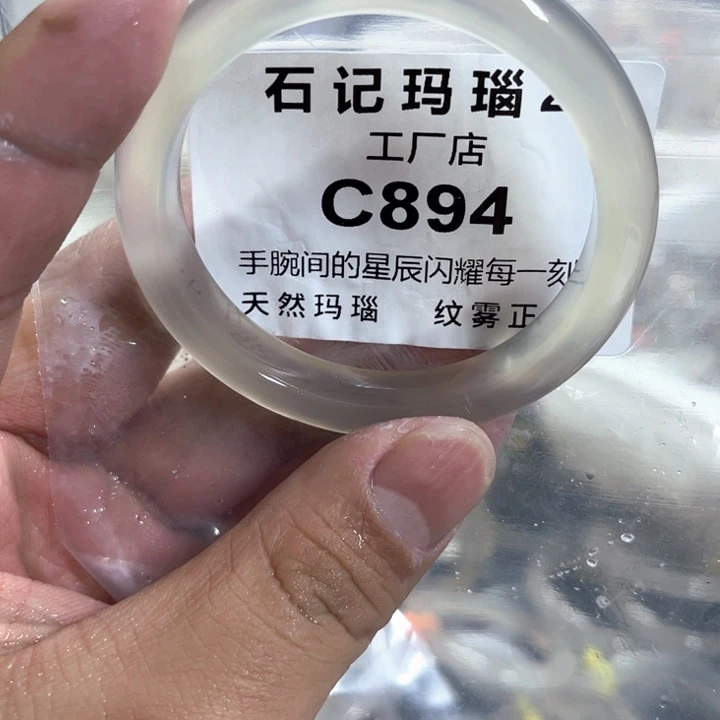 石记玛瑙
工厂店
C894
手腕间的星辰闪耀每一刻
天然玛瑙 纹雾正